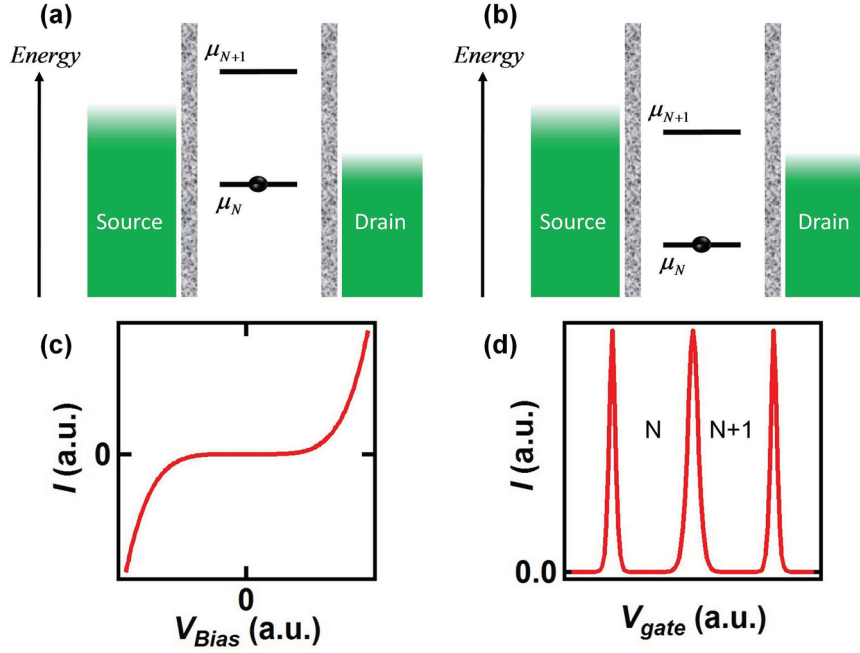 (a)
Energy
μN+1
μN
Source
Drain
(b)
Energy
μN+1
μN
Source
Drain
(c)
I (a.u.)
0
0
VBias (a.u.)
(d)
I (a.u.)
0.0
N
N+1
Vgate (a.u.)